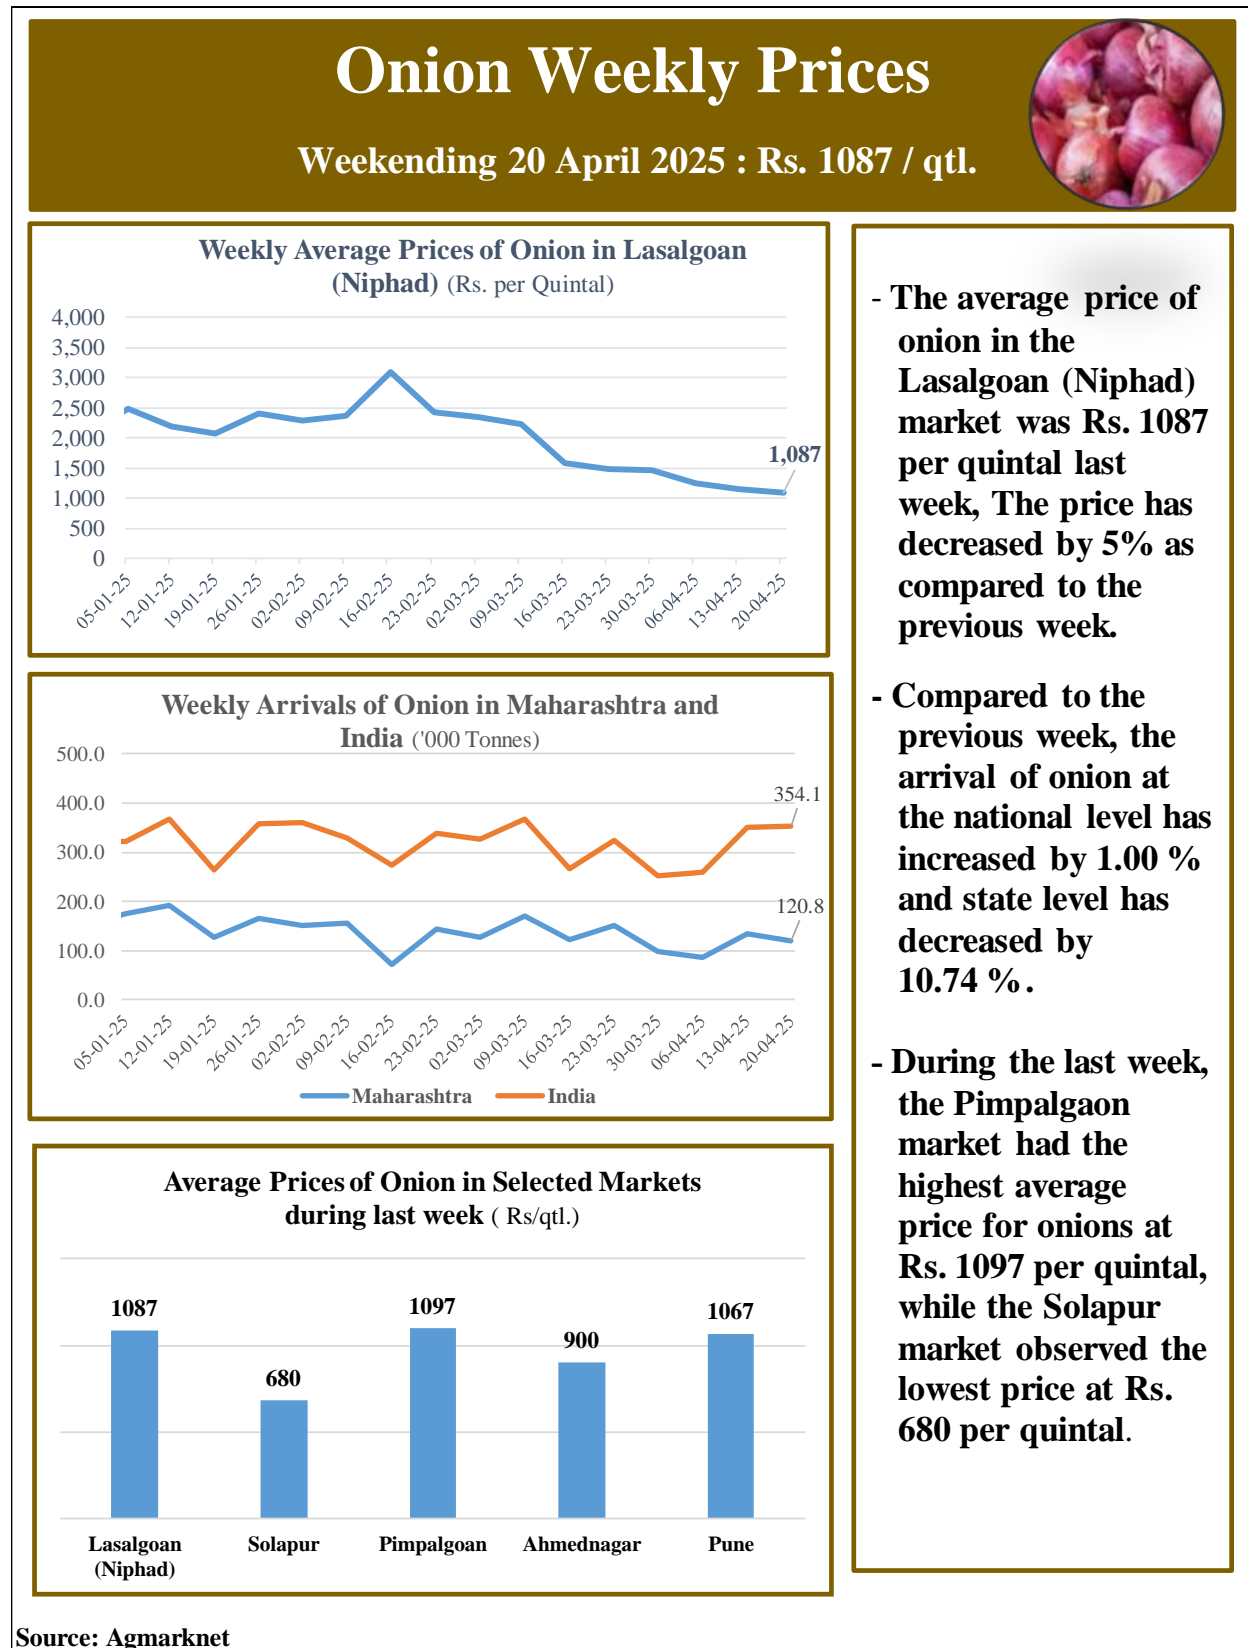 Onion Weekly Prices
Weekending 20 April 2025 : Rs. 1087 / qtl.
Weekly Average Prices of Onion in Lasalgoan
(Niphad) (Rs. per Quintal)
4,000
3,500
3,000
2,500
2,000
1,500
1,000
500
0
1,087
05-01-25
12-01-25
19-01-25
26-01-25
02-02-25
09-02-25
16-02-25
23-02-25
02-03-25
09-03-25
16-03-25
23-03-25
30-03-25
06-04-25
13-04-25
20-04-25
Weekly Arrivals of Onion in Maharashtra and
India ('000 Tonnes)
500.0
400.0
300.0
200.0
100.0
0.0
354.1
120.8
05-01-25
12-01-25
19-01-25
26-01-25
02-02-25
09-02-25
16-02-25
23-02-25
02-03-25
09-03-25
16-03-25
23-03-25
30-03-25
06-04-25
13-04-25
20-04-25
Maharashtra India
Average Prices of Onion in Selected Markets
during last week ( Rs/qtl.)
1087
680
1097
900
1067
Lasalgoan
(Niphad)
Solapur
Pimpalgoan
Ahmednagar
Pune
- The average price of
onion in the
Lasalgoan (Niphad)
market was Rs. 1087
per quintal last
week, The price has
decreased by 5% as
compared to the
previous week.
- Compared to the
previous week, the
arrival of onion at
the national level has
increased by 1.00 %
and state level has
decreased by
10.74 %.
- During the last week,
the Pimpalgaon
market had the
highest average
price for onions at
Rs. 1097 per quintal,
while the Solapur
market observed the
lowest price at Rs.
680 per quintal.
Source: Agmarknet